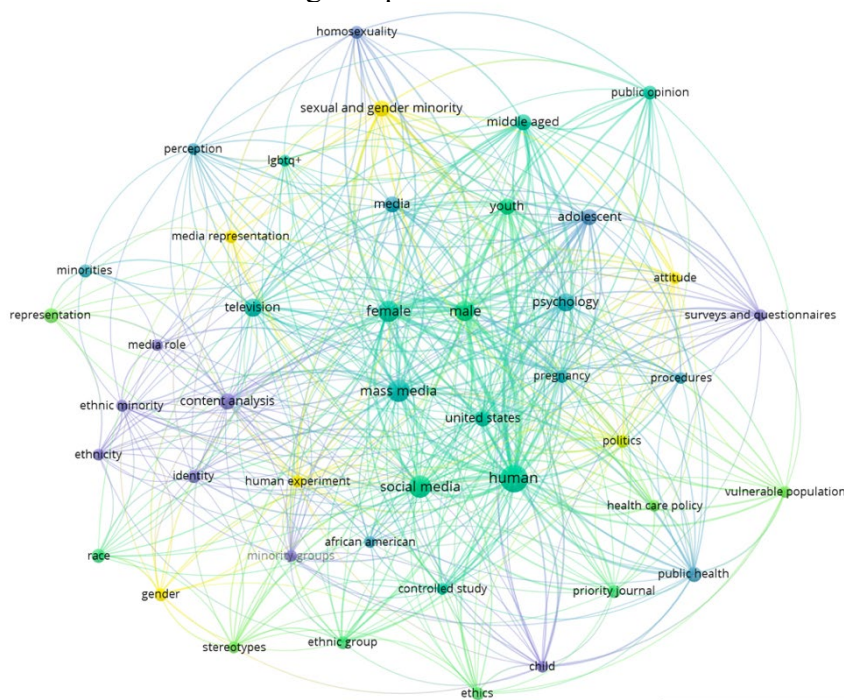 homosexuality
public opinion
sexual and gender minority
middle aged
perception
lgbtq+
media
youth
adolescent
media representation
minorities
attitude
television
female
male
psychology
representation
surveys and questionnaires
media role
pregnancy
procedures
mass media
content analysis
ethnic minority
united states
politics
ethnicity
identity
human experiment
social media
human
vulnerable population
health care policy
african american
race
minority groups
public health
controlled study
priority journal
gender
stereotypes
ethnic group
child
ethics